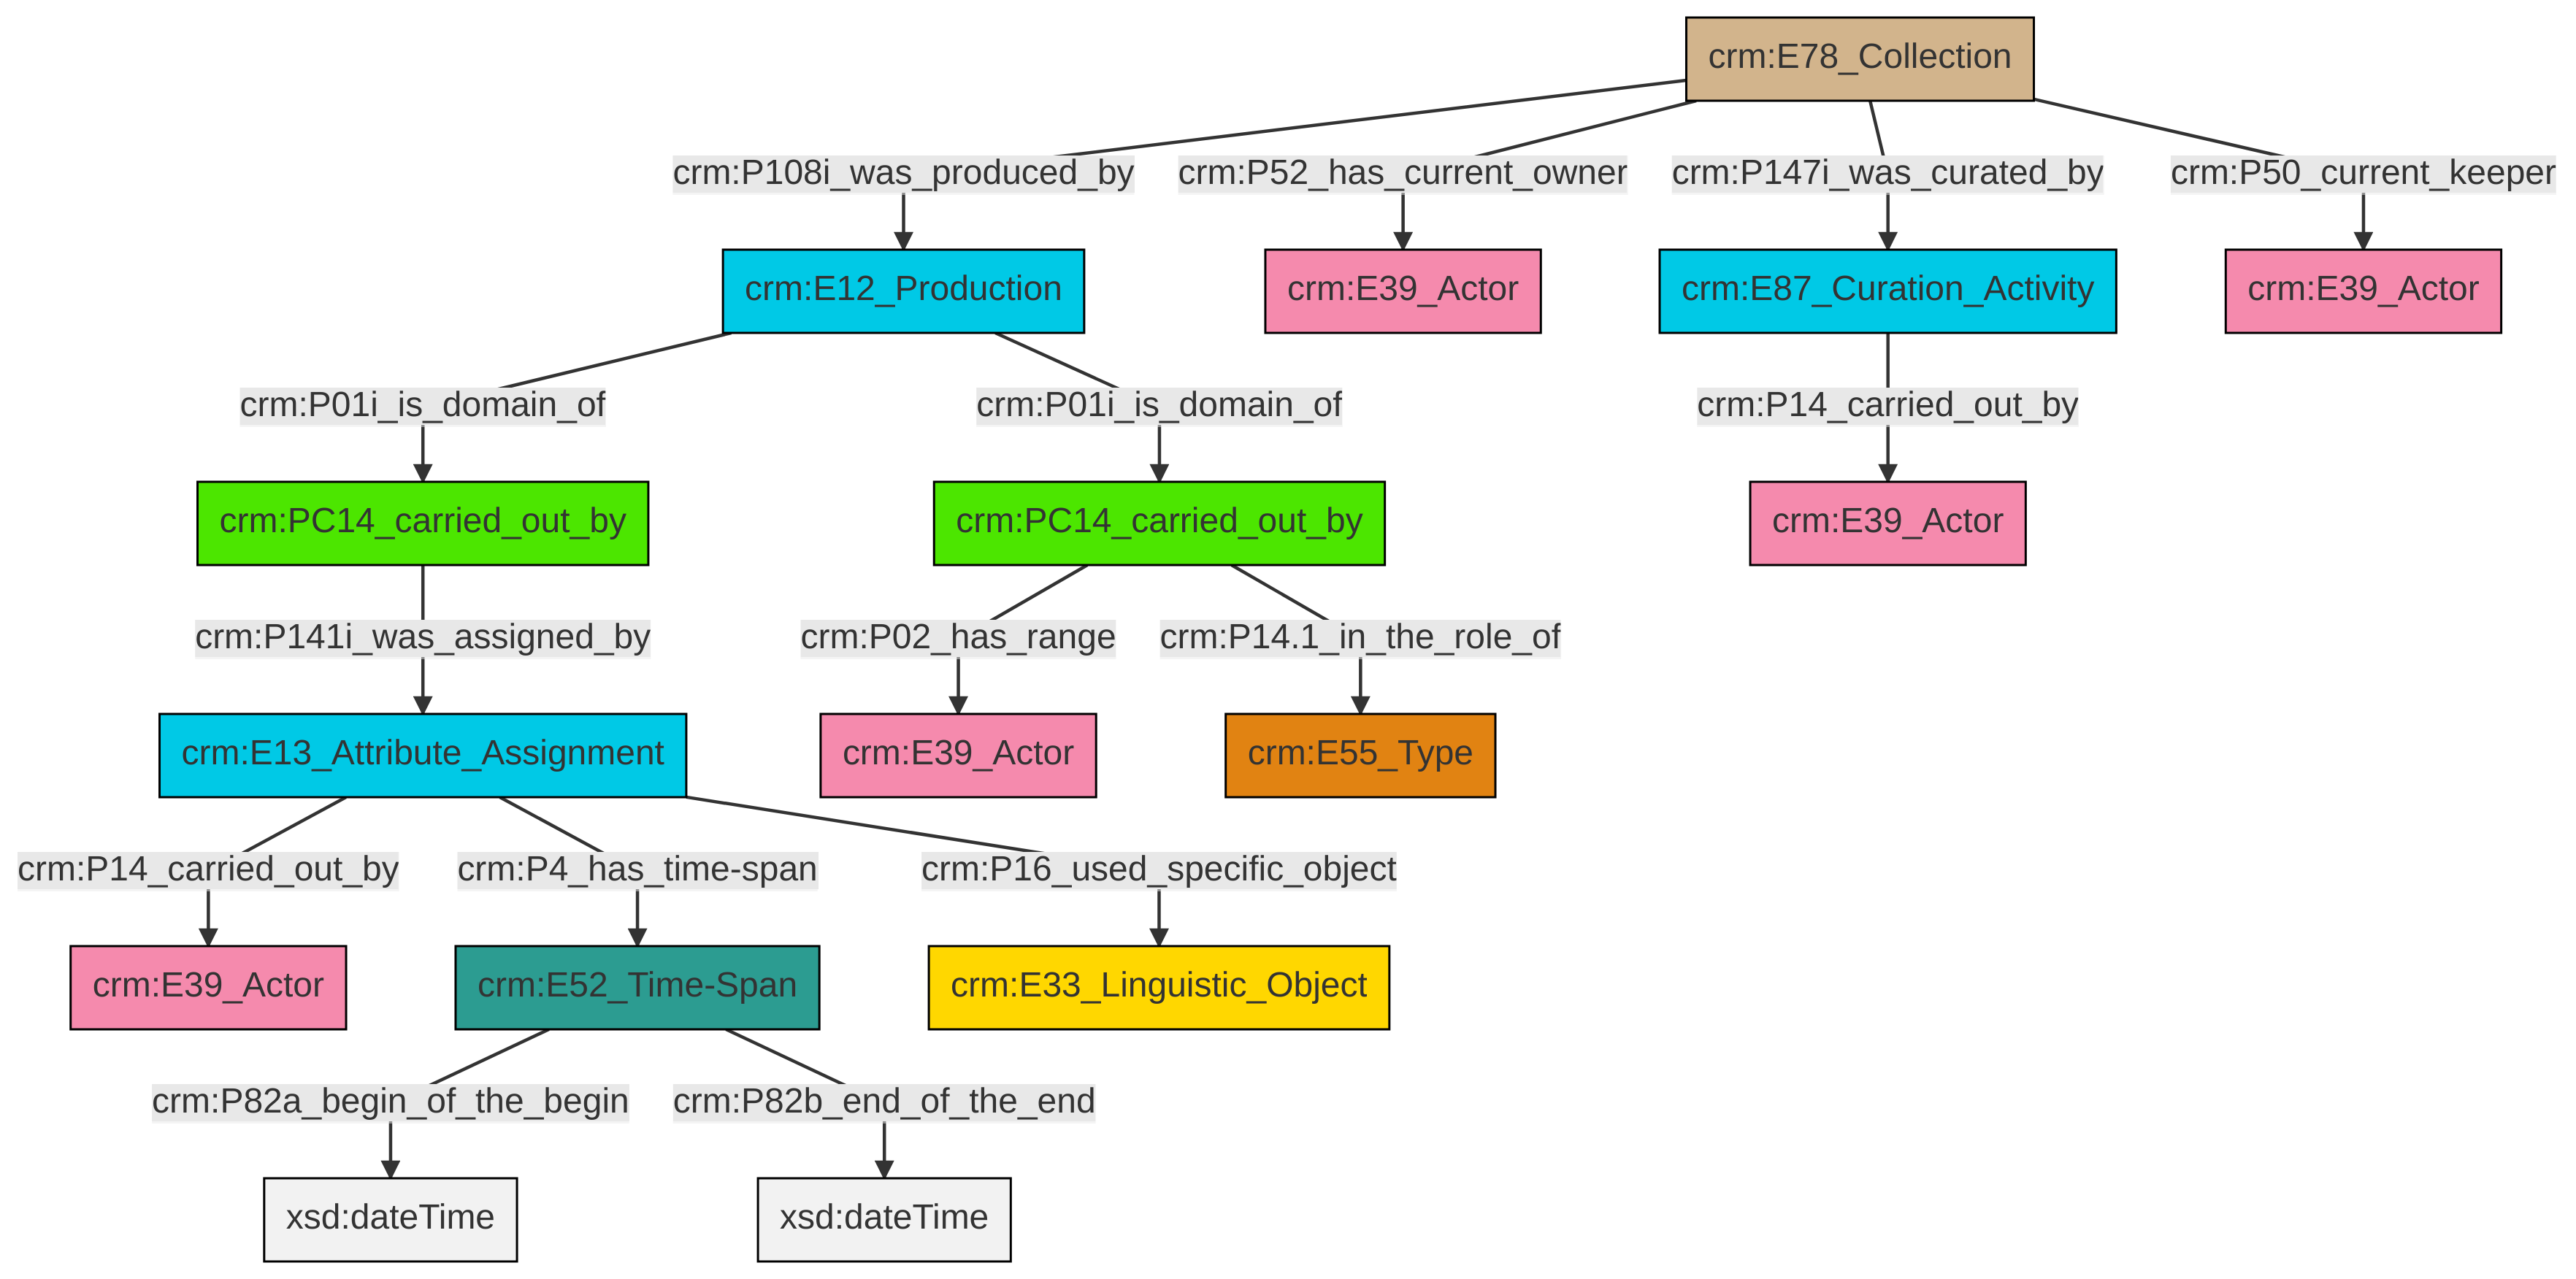 crm:E78_Collection
crm:P108i_was_produced_by
crm:P52_has_current_owner
crm:P147i_was_curated_by
crm:P50_current_keeper
crm:E12_Production
crm:E39_Actor
crm:E87_Curation_Activity
crm:E39_Actor
crm:P01i_is_domain_of
crm:P01i_is_domain_of
crm:P14_carried_out_by
crm:PC14_carried_out_by
crm:PC14_carried_out_by
crm:E39_Actor
crm:P141i_was_assigned_by
crm:P02_has_range
crm:P14.1_in_the_role_of
crm:E13_Attribute_Assignment
crm:E39_Actor
crm:E55_Type
crm:P14_carried_out_by
crm:P4_has_time-span
crm:P16_used_specific_object
crm:E39_Actor
crm:E52_Time-Span
crm:E33_Linguistic_Object
crm:P82a_begin_of_the_begin
crm:P82b_end_of_the_end
xsd:dateTime
xsd:dateTime